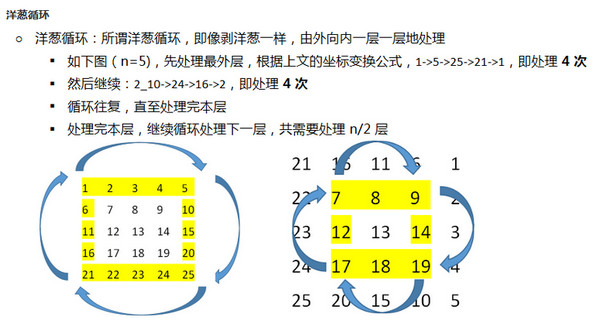 洋葱循环
洋葱循环：所谓洋葱循环，即像剥洋葱一样，由外向内一层一层地处理
如下图（n=5)，先处理最外层，根据上文的坐标变换公式，1->5->25->21->1，即处理 4 次
然后继续：2_10->24->16->2，即处理 4 次
循环往复，直至处理完本层
处理完本层，继续循环处理下一层，共需要处理 n/2 层
1 2 3 4 5
6 7 8 9 10
11 12 13 14 15
16 17 18 19 20
21 22 23 24 25
21 16 11 6 1
22 7 8 9 2
23 12 13 14 3
24 17 18 19 4
25 20 15 10 5